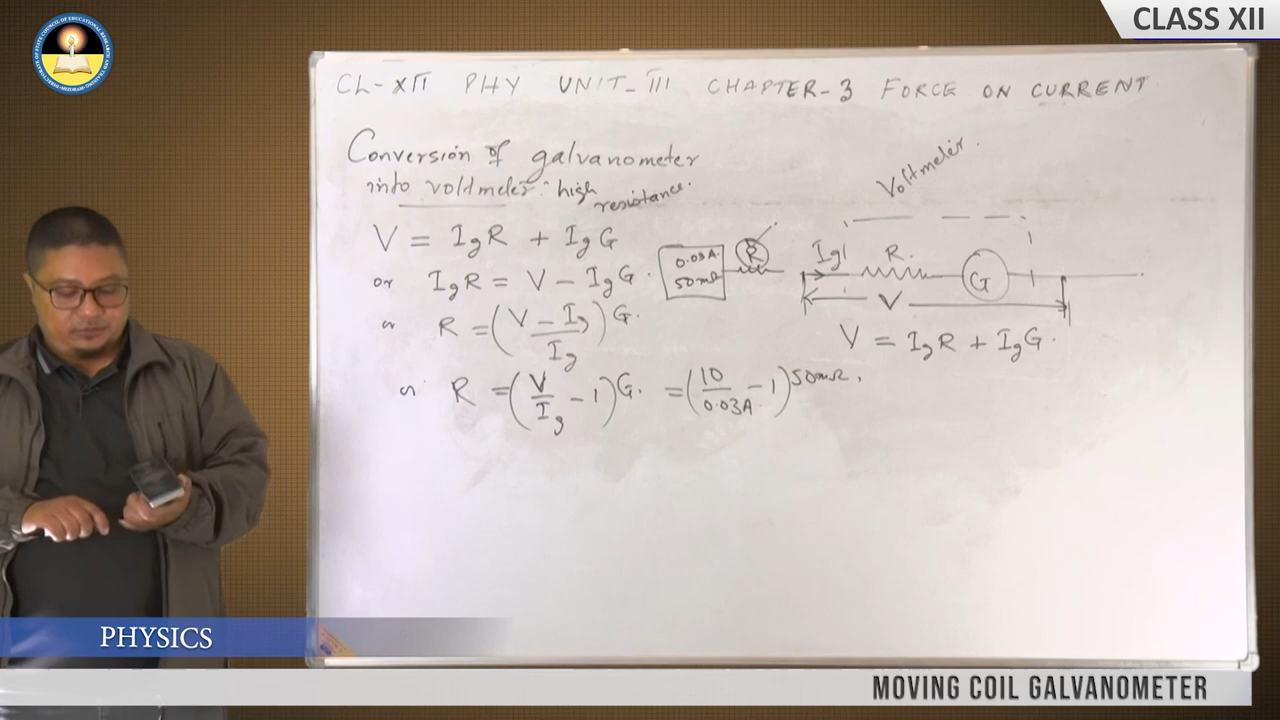 CLASS XII
CL-XII PHY UNIT-III CHAPTER-3 FORCE ON CURRENT
Conversion of galvanometer
into voltmeter: high
resistance.
V = IgR + IgG
or IgR = V - IgG.
or R = (V - Ig / Ig) G.
or R = (V / Ig - 1) G. = (10 / 0.03A - 1) 50mΩ.
0.03A.
50mΩ
R
Voltmeter.
Ig R. G
V
V = IgR + IgG.
PHYSICS
MOVING COIL GALVANOMETER